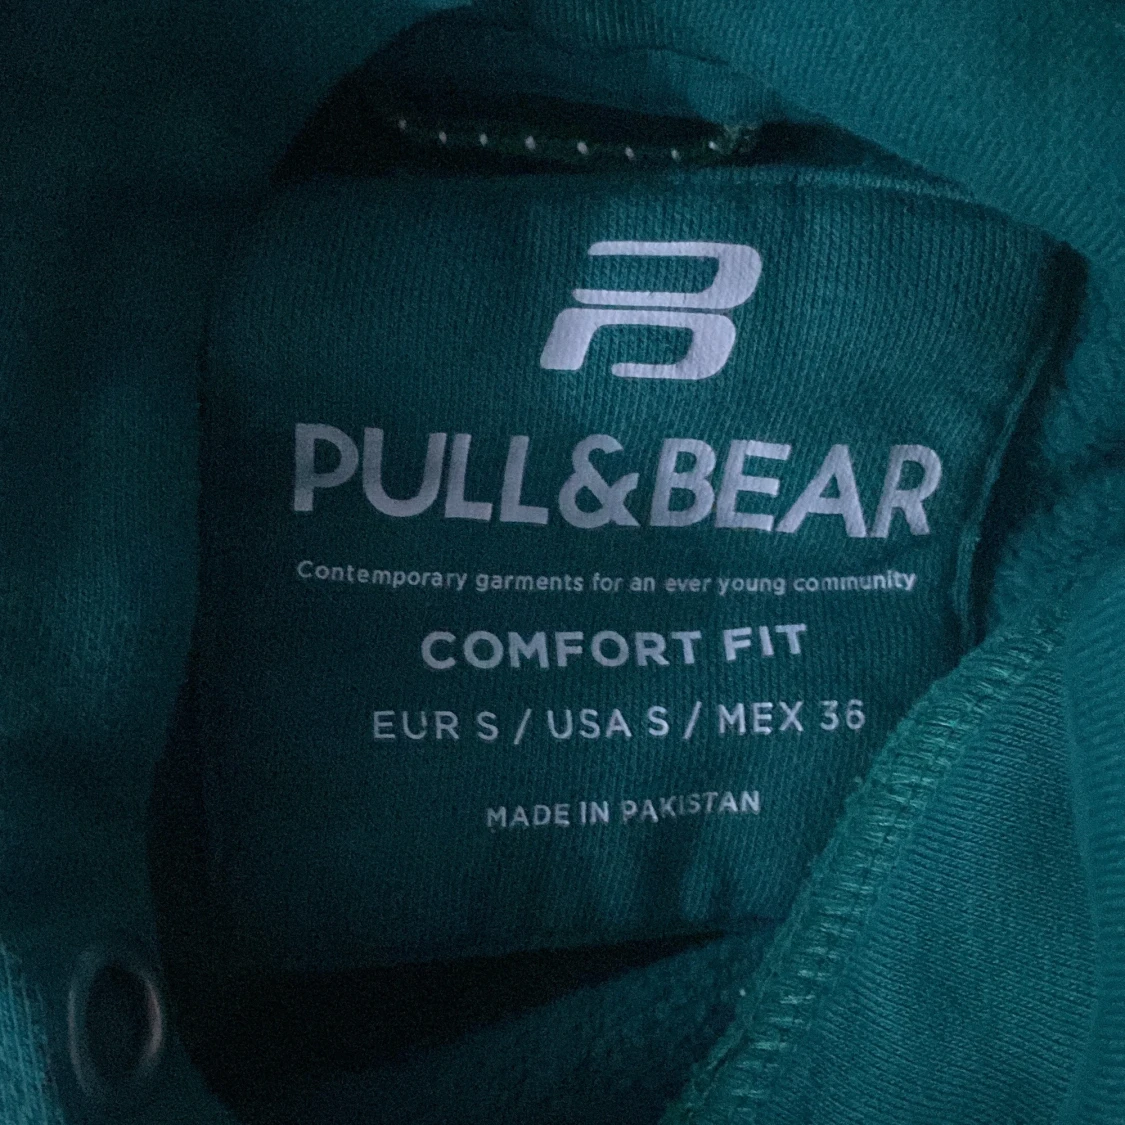 PULL&BEAR
Contemporary garments for an ever young community
COMFORT FIT
EUR S / USA S / MEX 36
MADE IN PAKISTAN